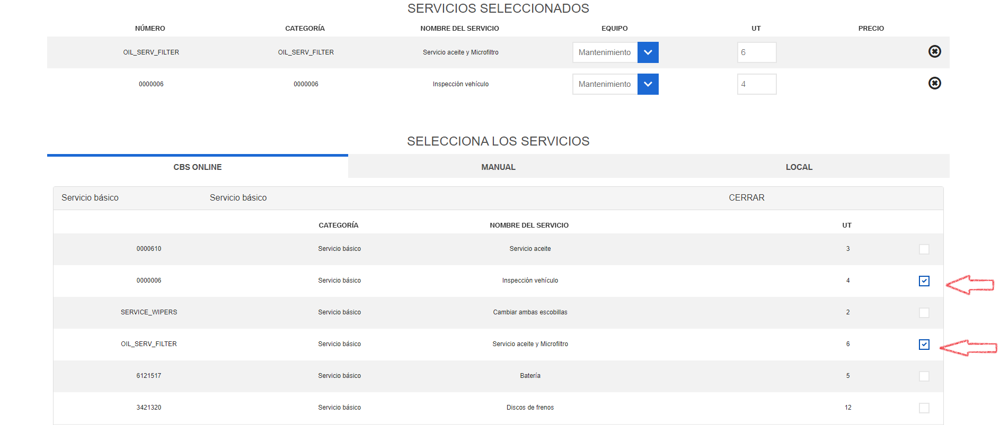 SERVICIOS SELECCIONADOS
NÚMERO CATEGORÍA NOMBRE DEL SERVICIO EQUIPO UT PRECIO
OIL_SERV_FILTER OIL_SERV_FILTER Servicio aceite y Microfiltro Mantenimiento 6
0000006 0000006 Inspección vehículo Mantenimiento 4
SELECCIONA LOS SERVICIOS
CBS ONLINE MANUAL LOCAL
Servicio básico Servicio básico CERRAR
CATEGORÍA NOMBRE DEL SERVICIO UT
0000610 Servicio básico Servicio aceite 3
0000006 Servicio básico Inspección vehículo 4
SERVICE_WIPERS Servicio básico Cambiar ambas escobillas 2
OIL_SERV_FILTER Servicio básico Servicio aceite y Microfiltro 6
6121517 Servicio básico Batería 5
3421320 Servicio básico Discos de frenos 12